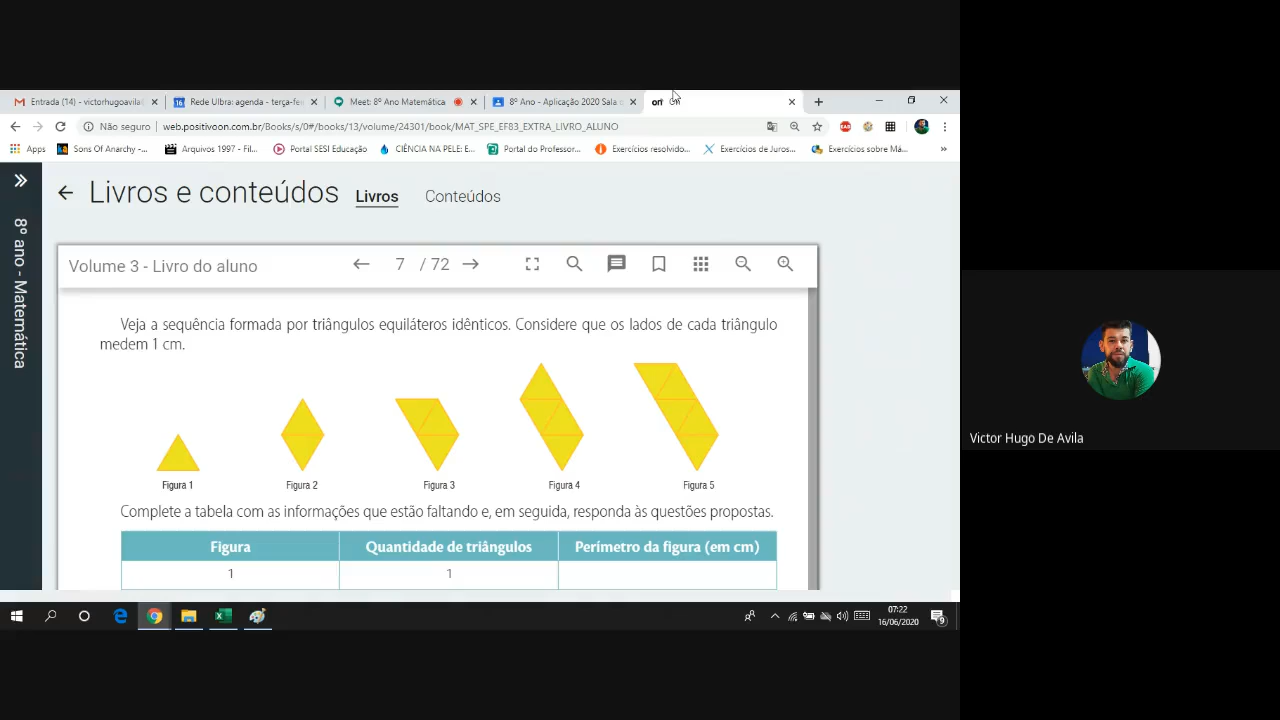 Entrada (14) - victorhugoavila
Rede Ulbra: agenda - terça-fe
Meet: 8º Ano Matemática
8º Ano - Aplicação 2020 Sala
Não segura
web.positivoon.com.br/Books/s/0#/books/13/volume/24301/book/MAT_SPE_EF83_EXTRA_LIVRO_ALUNO
Apps
Sons Of Anarchy -...
Arquivos 1997 - Fil...
Portal SESI Educação
CIÊNCIA NA PELE: E...
Portal do Professor...
Exercícios resolvido...
Exercícios de Juros...
Exercícios sobre Má...
»
8º ano - Matemática
Livros e conteúdos
Livros
Conteúdos
Volume 3 - Livro do aluno
7 / 72
Veja a sequência formada por triângulos equiláteros idênticos. Considere que os lados de cada triângulo
medem 1 cm.
Figura 1
Figura 2
Figura 3
Figura 4
Figura 5
Complete a tabela com as informações que estão faltando e, em seguida, responda às questões propostas.
Figura
Quantidade de triângulos
Perímetro da figura (em cm)
1
1
07:22
16/06/2020
9
Victor Hugo De Avila